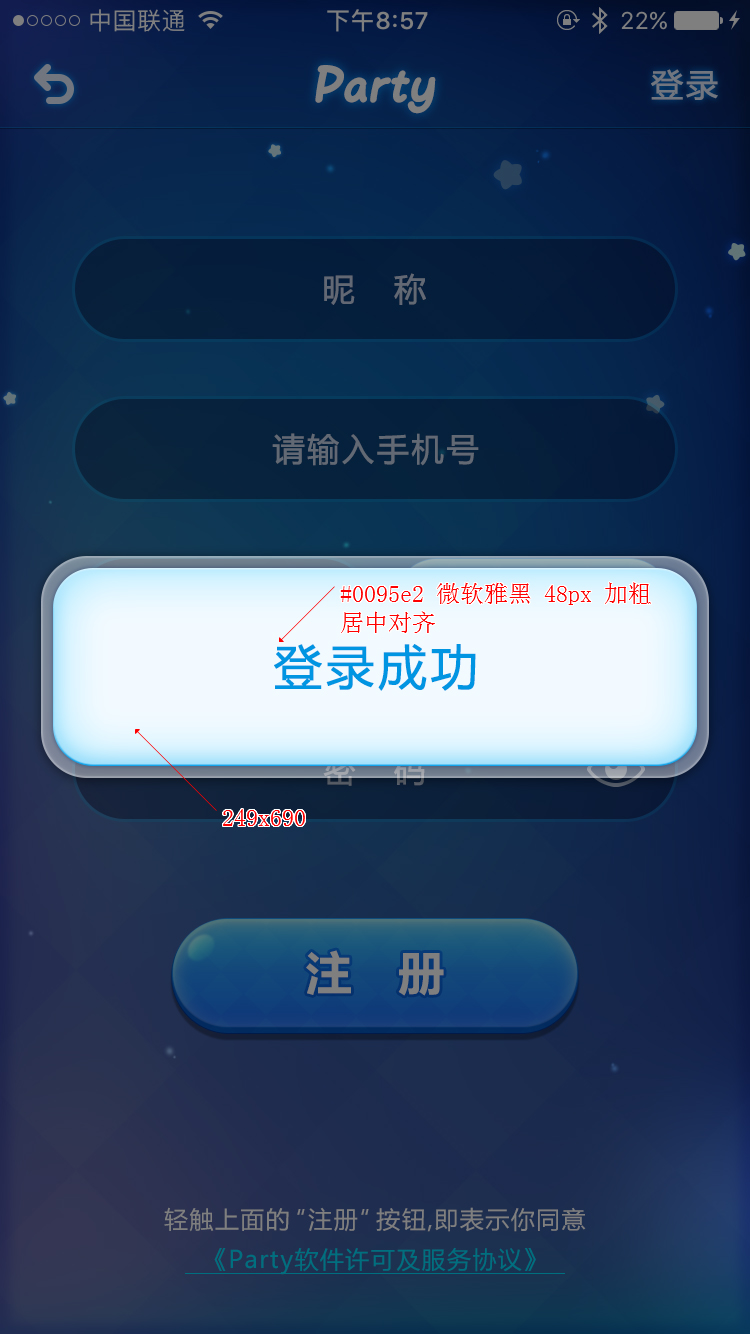 中国联通 下午8:57 22%
Party 登录
昵 称
请输入手机号
#0095e2 微软雅黑 48px 加粗
居中对齐
登录成功
密 码
249x690
注 册
轻触上面的“注册”按钮,即表示你同意
《Party软件许可及服务协议》